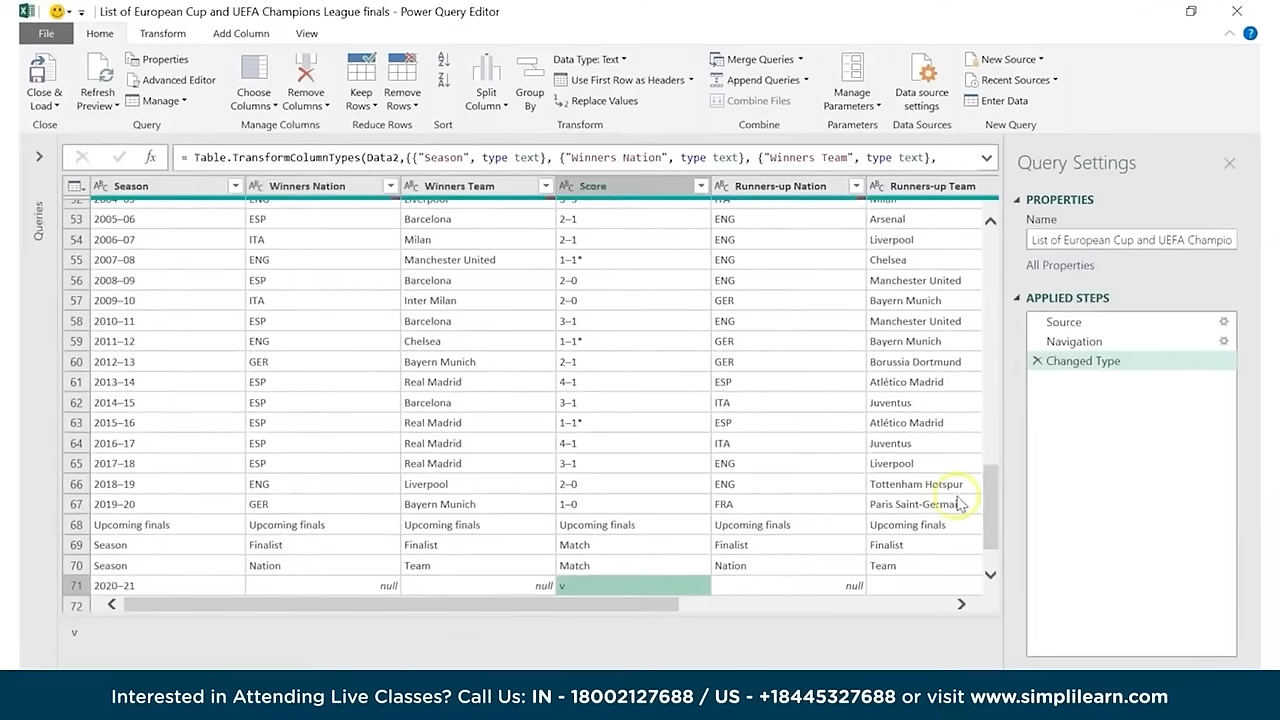 List of European Cup and UEFA Champions League finals - Power Query Editor
File Home Transform Add Column View
Close & Load
Close
Refresh Preview
Properties
Advanced Editor
Manage
Query
Choose Columns
Remove Columns
Manage Columns
Keep Rows
Remove Rows
Reduce Rows
Sort
Split Column
Group By
Data Type: Text
Use First Row as Headers
Replace Values
Transform
Merge Queries
Append Queries
Combine Files
Combine
Manage Parameters
Parameters
Data source settings
Data Sources
New Source
Recent Sources
Enter Data
New Query
Queries
fx = Table.TransformColumnTypes(Data2,{{"Season", type text}, {"Winners Nation", type text}, {"Winners Team", type text},
Season Winners Nation Winners Team Score Runners-up Nation Runners-up Team
53 2005–06 ESP Barcelona 2–1 ENG Arsenal
54 2006–07 ITA Milan 2–1 ENG Liverpool
55 2007–08 ENG Manchester United 1–1* ENG Chelsea
56 2008–09 ESP Barcelona 2–0 ENG Manchester United
57 2009–10 ITA Inter Milan 2–0 GER Bayern Munich
58 2010–11 ESP Barcelona 3–1 ENG Manchester United
59 2011–12 ENG Chelsea 1–1* GER Bayern Munich
60 2012–13 GER Bayern Munich 2–1 GER Borussia Dortmund
61 2013–14 ESP Real Madrid 4–1 ESP Atlético Madrid
62 2014–15 ESP Barcelona 3–1 ITA Juventus
63 2015–16 ESP Real Madrid 1–1* ESP Atlético Madrid
64 2016–17 ESP Real Madrid 4–1 ITA Juventus
65 2017–18 ESP Real Madrid 3–1 ENG Liverpool
66 2018–19 ENG Liverpool 2–0 ENG Tottenham Hotspur
67 2019–20 GER Bayern Munich 1–0 FRA Paris Saint-Germain
68 Upcoming finals Upcoming finals Upcoming finals Upcoming finals Upcoming finals Upcoming finals
69 Season Finalist Finalist Match Finalist Finalist
70 Season Nation Team Match Nation Team
71 2020–21 null null v null
72
v
Query Settings
PROPERTIES
Name
List of European Cup and UEFA Champio
All Properties
APPLIED STEPS
Source
Navigation
Changed Type
Interested in Attending Live Classes? Call Us: IN - 18002127688 / US - +18445327688 or visit www.simplilearn.com